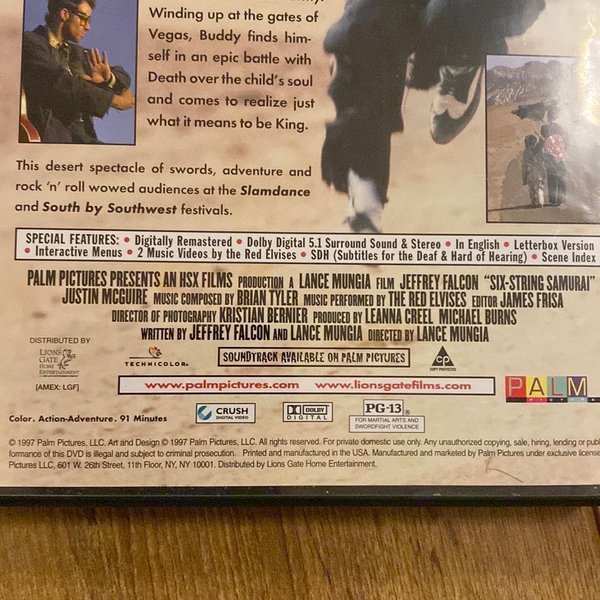 Winding up at the gates of
Vegas, Buddy finds him-
self in an epic battle with
Death over the child's soul
and comes to realize just
what it means to be King.
This desert spectacle of swords, adventure and
rock 'n' roll wowed audiences at the Slamdance
and South by Southwest festivals.
SPECIAL FEATURES: • Digitally Remastered • Dolby Digital 5.1 Surround Sound & Stereo • In English • Letterbox Version
• Interactive Menus • 2 Music Videos by the Red Elvises • SDH (Subtitles for the Deaf & Hard of Hearing) • Scene Index
PALM PICTURES PRESENTS AN HSX FILMS PRODUCTION A LANCE MUNGIA FILM JEFFREY FALCON "SIX-STRING SAMURAI"
JUSTIN MCGUIRE MUSIC COMPOSED BY BRIAN TYLER MUSIC PERFORMED BY THE RED ELVISES EDITOR JAMES FRISA
DIRECTOR OF PHOTOGRAPHY KRISTIAN BERNIER PRODUCED BY LEANNA CREEL MICHAEL BURNS
WRITTEN BY JEFFREY FALCON AND LANCE MUNGIA DIRECTED BY LANCE MUNGIA
DISTRIBUTED BY
LIONS GATE
HOME ENTERTAINMENT
[AMEX: LGF]
TECHNICOLOR®
SOUNDTRACK AVAILABLE ON PALM PICTURES
CP
COPY PROTECTED
www.palmpictures.com www.lionsgatefilms.com
PALM
PICTURES
Color. Action-Adventure. 91 Minutes
CRUSH
DIGITAL VIDEO
DOLBY
DIGITAL
PG-13®
FOR MARTIAL ARTS AND
SWORDFIGHT VIOLENCE
© 1997 Palm Pictures, LLC. Art and Design © 1997 Palm Pictures, LLC. All rights reserved. For private domestic use only. Any unauthorized copying, sale, hiring, lending or publ
formance of this DVD is illegal and subject to criminal prosecution. Printed and manufactured in the USA. Manufactured and marketed by Palm Pictures under exclusive license
Pictures LLC, 601 W. 26th Street, 11th Floor, NY, NY 10001. Distributed by Lions Gate Home Entertainment.